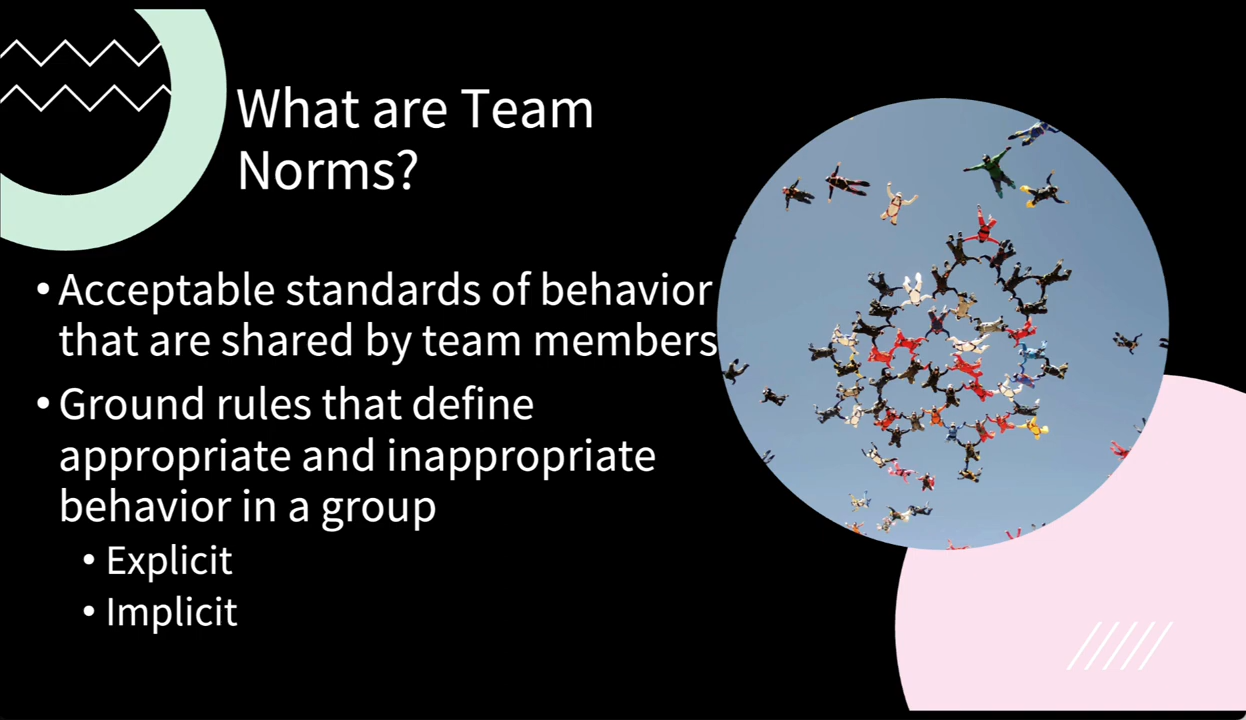 What are Team
Norms?
• Acceptable standards of behavior
that are shared by team members
• Ground rules that define
appropriate and inappropriate
behavior in a group
• Explicit
• Implicit